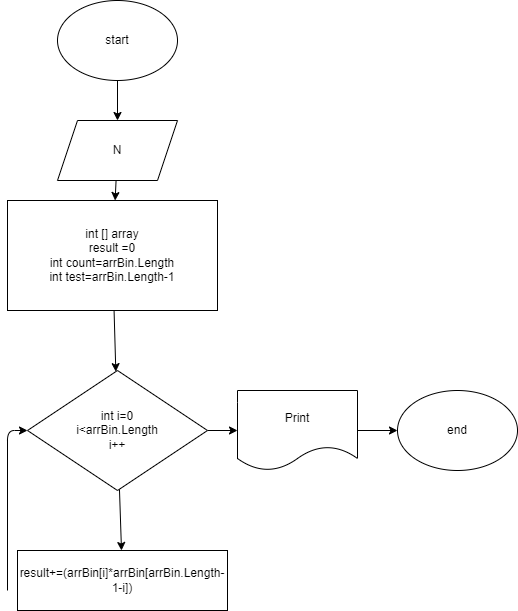 start
N
int [] array
result =0
int count=arrBin.Length
int test=arrBin.Length-1
int i=0
i<arrBin.Length
i++
Print
end
result+=(arrBin[i]*arrBin[arrBin.Length-
1-i])